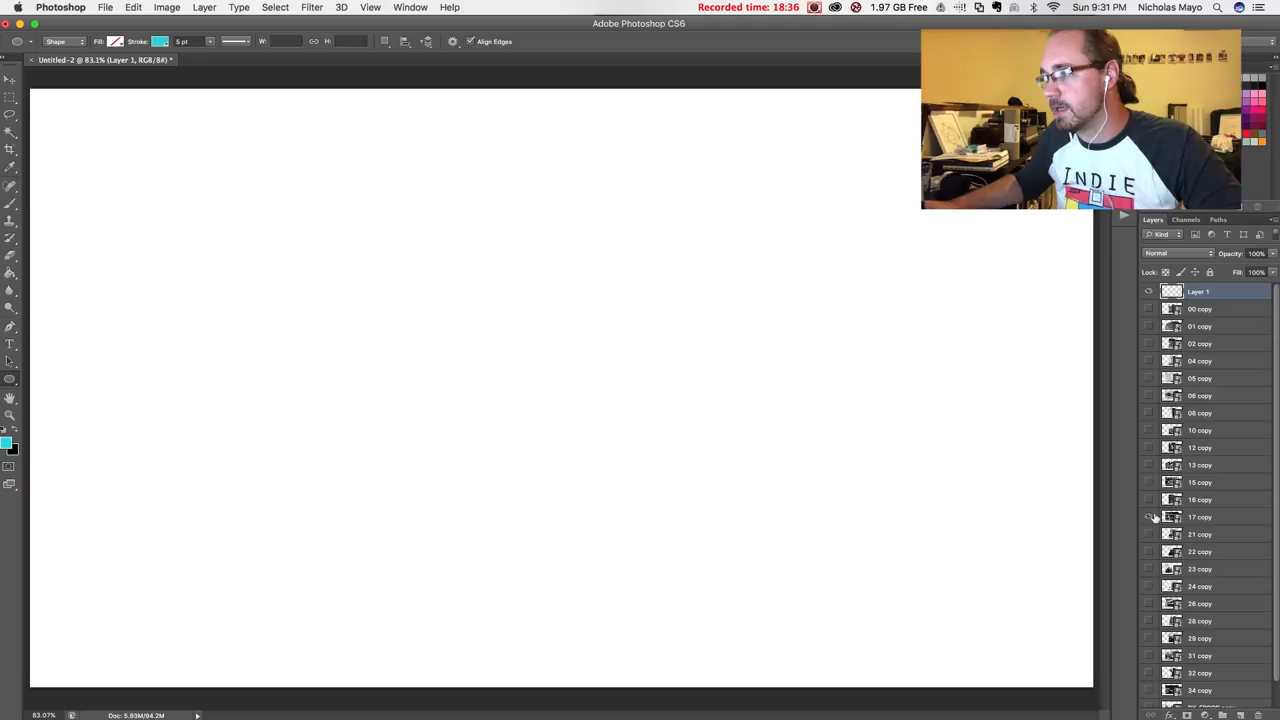 Photoshop File Edit Image Layer Type Select Filter 3D View Window Help Recorded time: 18:36 1.97 GB Free Sun 9:31 PM Nicholas Mayo
Adobe Photoshop CS6
Shape Fill: Stroke: 5 pt W: H: Align Edges
Untitled-2 @ 83.1% (Layer 1, RGB/8#) *
INDIE
Layers Channels Paths
Kind
Normal Opacity: 100%
Lock: Fill: 100%
Layer 1
00 copy
01 copy
02 copy
04 copy
05 copy
06 copy
08 copy
10 copy
12 copy
13 copy
15 copy
16 copy
17 copy
21 copy
22 copy
23 copy
24 copy
26 copy
28 copy
29 copy
31 copy
32 copy
34 copy
83.07% Doc: 5.93M/94.2M